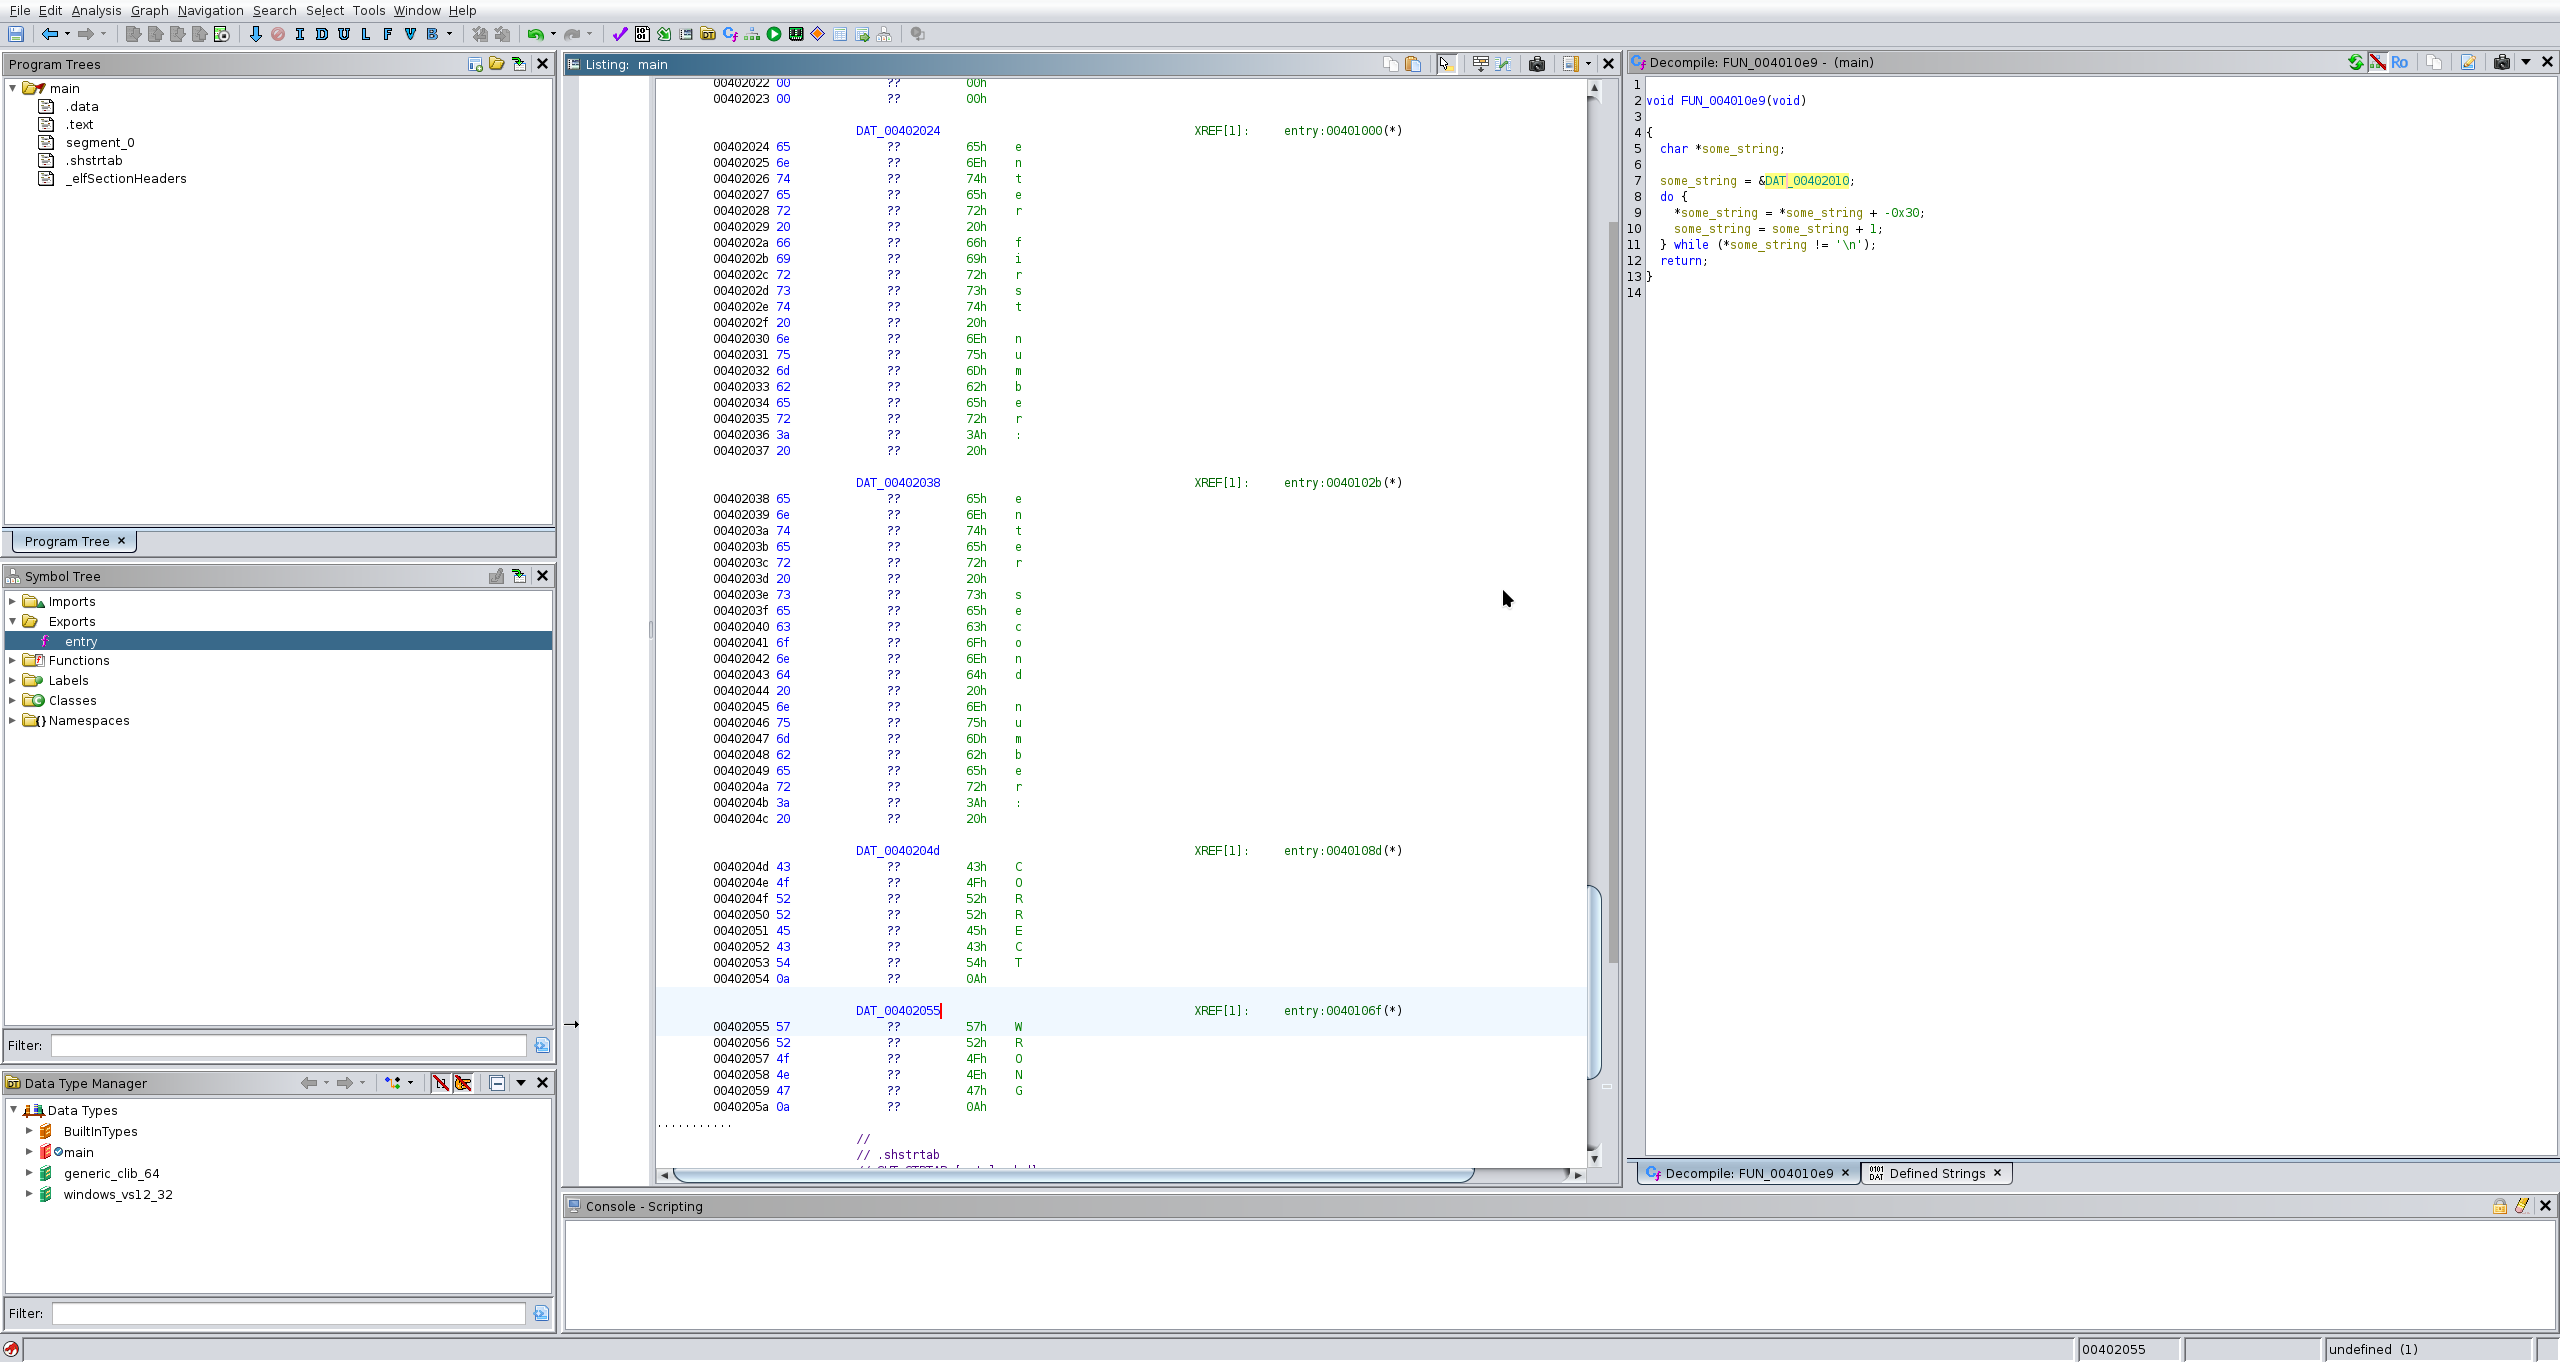 File Edit Analysis Graph Navigation Search Select Tools Window Help
I D U L F V B
Program Trees
main
.data
.text
segment_0
.shstrtab
_elfSectionHeaders
Program Tree ×
Symbol Tree
Imports
Exports
entry
Functions
Labels
Classes
Namespaces
Filter:
Data Type Manager
Data Types
BuiltInTypes
main
generic_clib_64
windows_vs12_32
Filter:
Listing: main
00402022 00 ?? 00h
00402023 00 ?? 00h
DAT_00402024 XREF[1]: entry:00401000(*)
00402024 65 ?? 65h e
00402025 6e ?? 6Eh n
00402026 74 ?? 74h t
00402027 65 ?? 65h e
00402028 72 ?? 72h r
00402029 20 ?? 20h
0040202a 66 ?? 66h f
0040202b 69 ?? 69h i
0040202c 72 ?? 72h r
0040202d 73 ?? 73h s
0040202e 74 ?? 74h t
0040202f 20 ?? 20h
00402030 6e ?? 6Eh n
00402031 75 ?? 75h u
00402032 6d ?? 6Dh m
00402033 62 ?? 62h b
00402034 65 ?? 65h e
00402035 72 ?? 72h r
00402036 3a ?? 3Ah :
00402037 20 ?? 20h
DAT_00402038 XREF[1]: entry:0040102b(*)
00402038 65 ?? 65h e
00402039 6e ?? 6Eh n
0040203a 74 ?? 74h t
0040203b 65 ?? 65h e
0040203c 72 ?? 72h r
0040203d 20 ?? 20h
0040203e 73 ?? 73h s
0040203f 65 ?? 65h e
00402040 63 ?? 63h c
00402041 6f ?? 6Fh o
00402042 6e ?? 6Eh n
00402043 64 ?? 64h d
00402044 20 ?? 20h
00402045 6e ?? 6Eh n
00402046 75 ?? 75h u
00402047 6d ?? 6Dh m
00402048 62 ?? 62h b
00402049 65 ?? 65h e
0040204a 72 ?? 72h r
0040204b 3a ?? 3Ah :
0040204c 20 ?? 20h
DAT_0040204d XREF[1]: entry:0040108d(*)
0040204d 43 ?? 43h C
0040204e 4f ?? 4Fh O
0040204f 52 ?? 52h R
00402050 52 ?? 52h R
00402051 45 ?? 45h E
00402052 43 ?? 43h C
00402053 54 ?? 54h T
00402054 0a ?? 0Ah
DAT_00402055 XREF[1]: entry:0040106f(*)
00402055 57 ?? 57h W
00402056 52 ?? 52h R
00402057 4f ?? 4Fh O
00402058 4e ?? 4Eh N
00402059 47 ?? 47h G
0040205a 0a ?? 0Ah
...........
//
// .shstrtab
Decompile: FUN_004010e9 - (main)
Ro
1
2 void FUN_004010e9(void)
3
4 {
5 char *some_string;
6
7 some_string = &DAT_00402010;
8 do {
9 *some_string = *some_string + -0x30;
10 some_string = some_string + 1;
11 } while (*some_string != '\n');
12 return;
13 }
14
Decompile: FUN_004010e9 × Defined Strings ×
Console - Scripting
00402055 undefined (1)